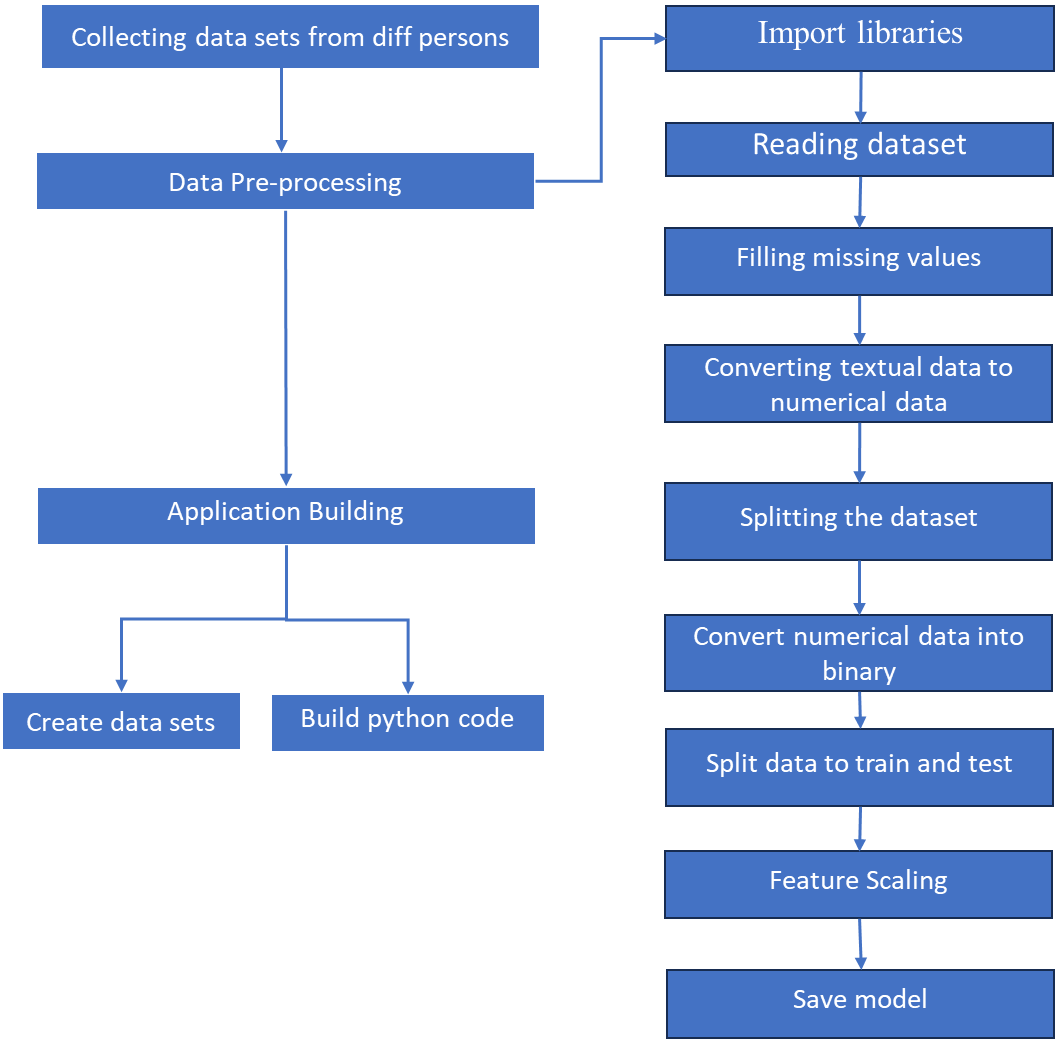 Collecting data sets from diff persons
Data Pre-processing
Application Building
Create data sets
Build python code
Import libraries
Reading dataset
Filling missing values
Converting textual data to
numerical data
Splitting the dataset
Convert numerical data into
binary
Split data to train and test
Feature Scaling
Save model